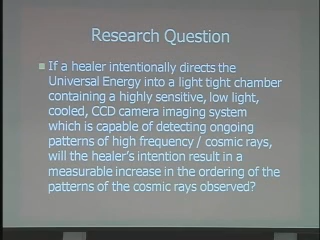 Research Question
If a healer intentionally directs the
Universal Energy into a light tight chamber
containing a highly sensitive, low light,
cooled, CCD camera imaging system
which is capable of detecting ongoing
patterns of high frequency / cosmic rays,
will the healer's intention result in a
measurable increase in the ordering of the
patterns of the cosmic rays observed?